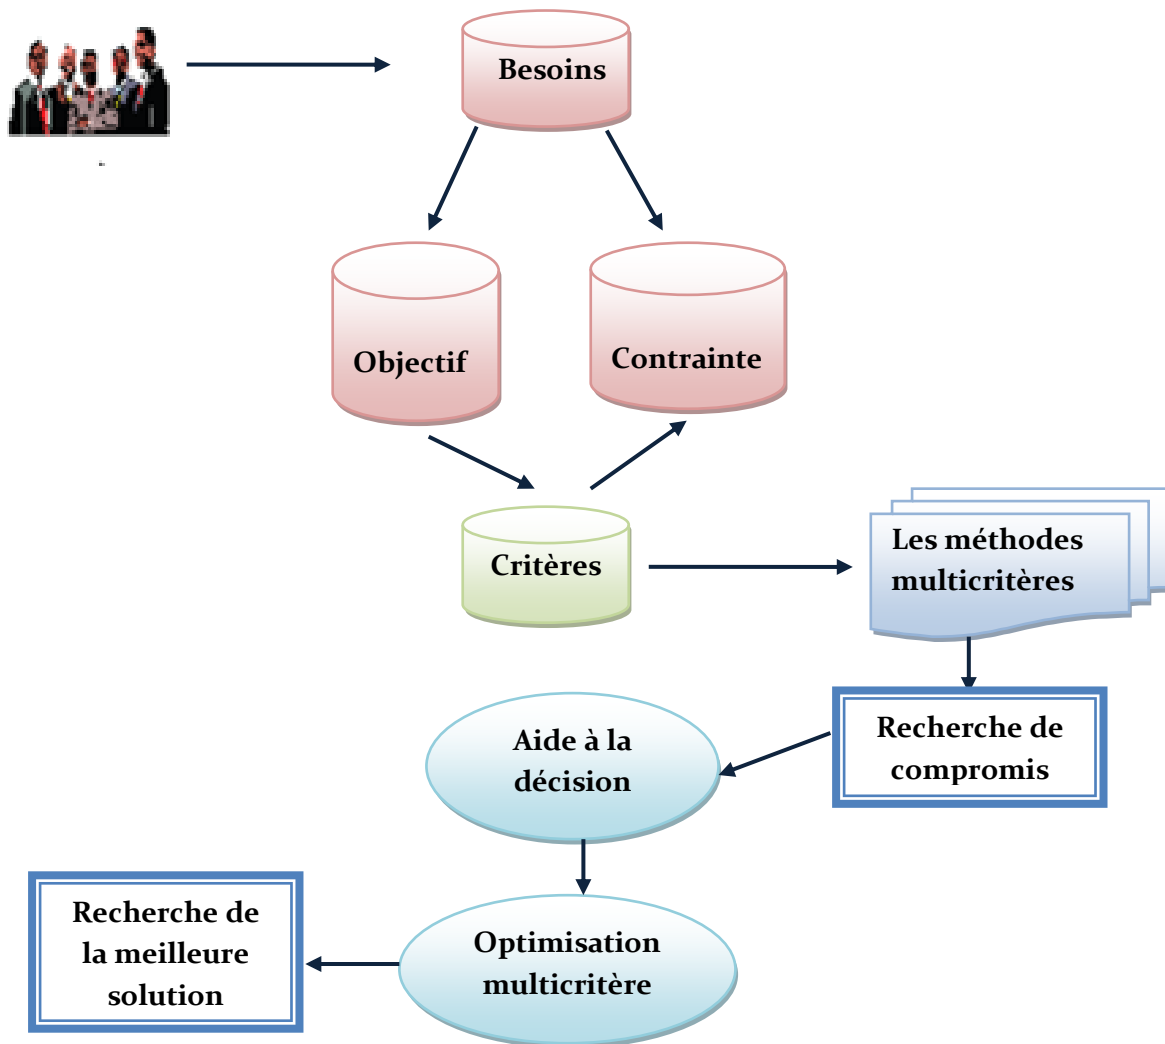 Besoins
Objectif
Contrainte
Critères
Les méthodes
multicritères
Recherche de
compromis
Aide à la
décision
Optimisation
multicritère
Recherche de
la meilleure
solution